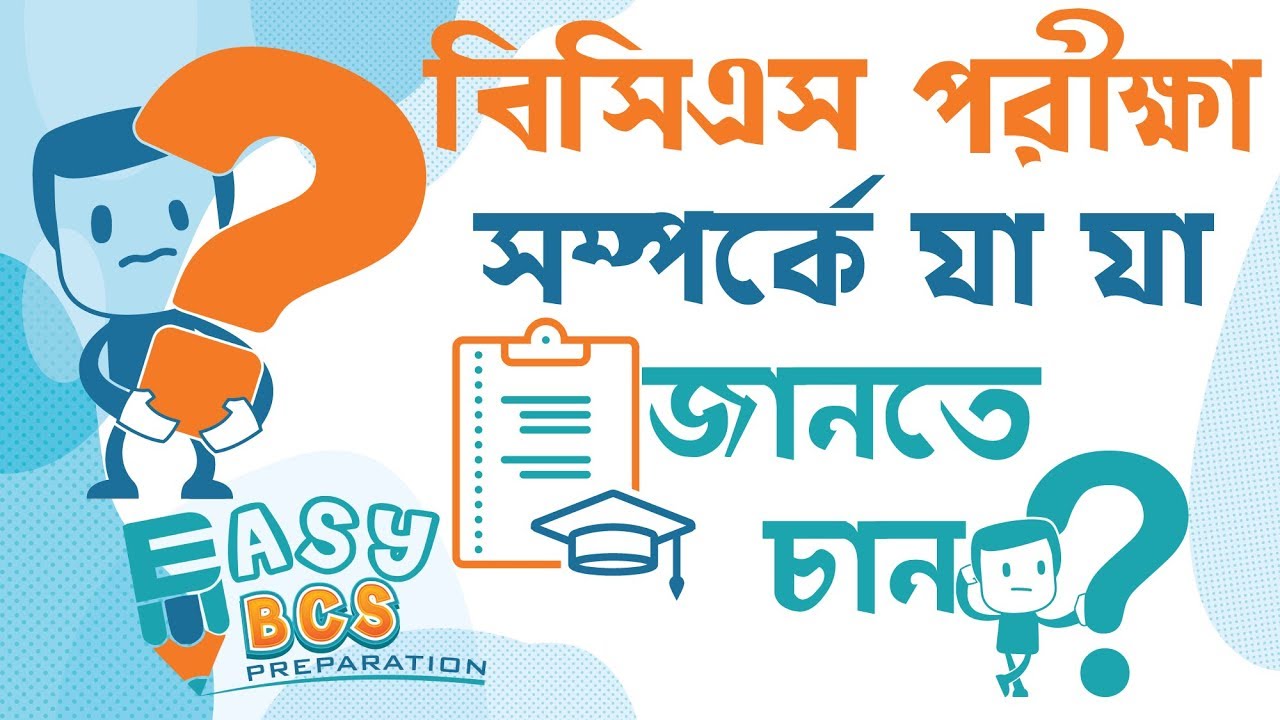 বিসিএস পরীক্ষা
সম্পর্কে যা যা
জানতে
চান?
EASY
BCS
PREPARATION